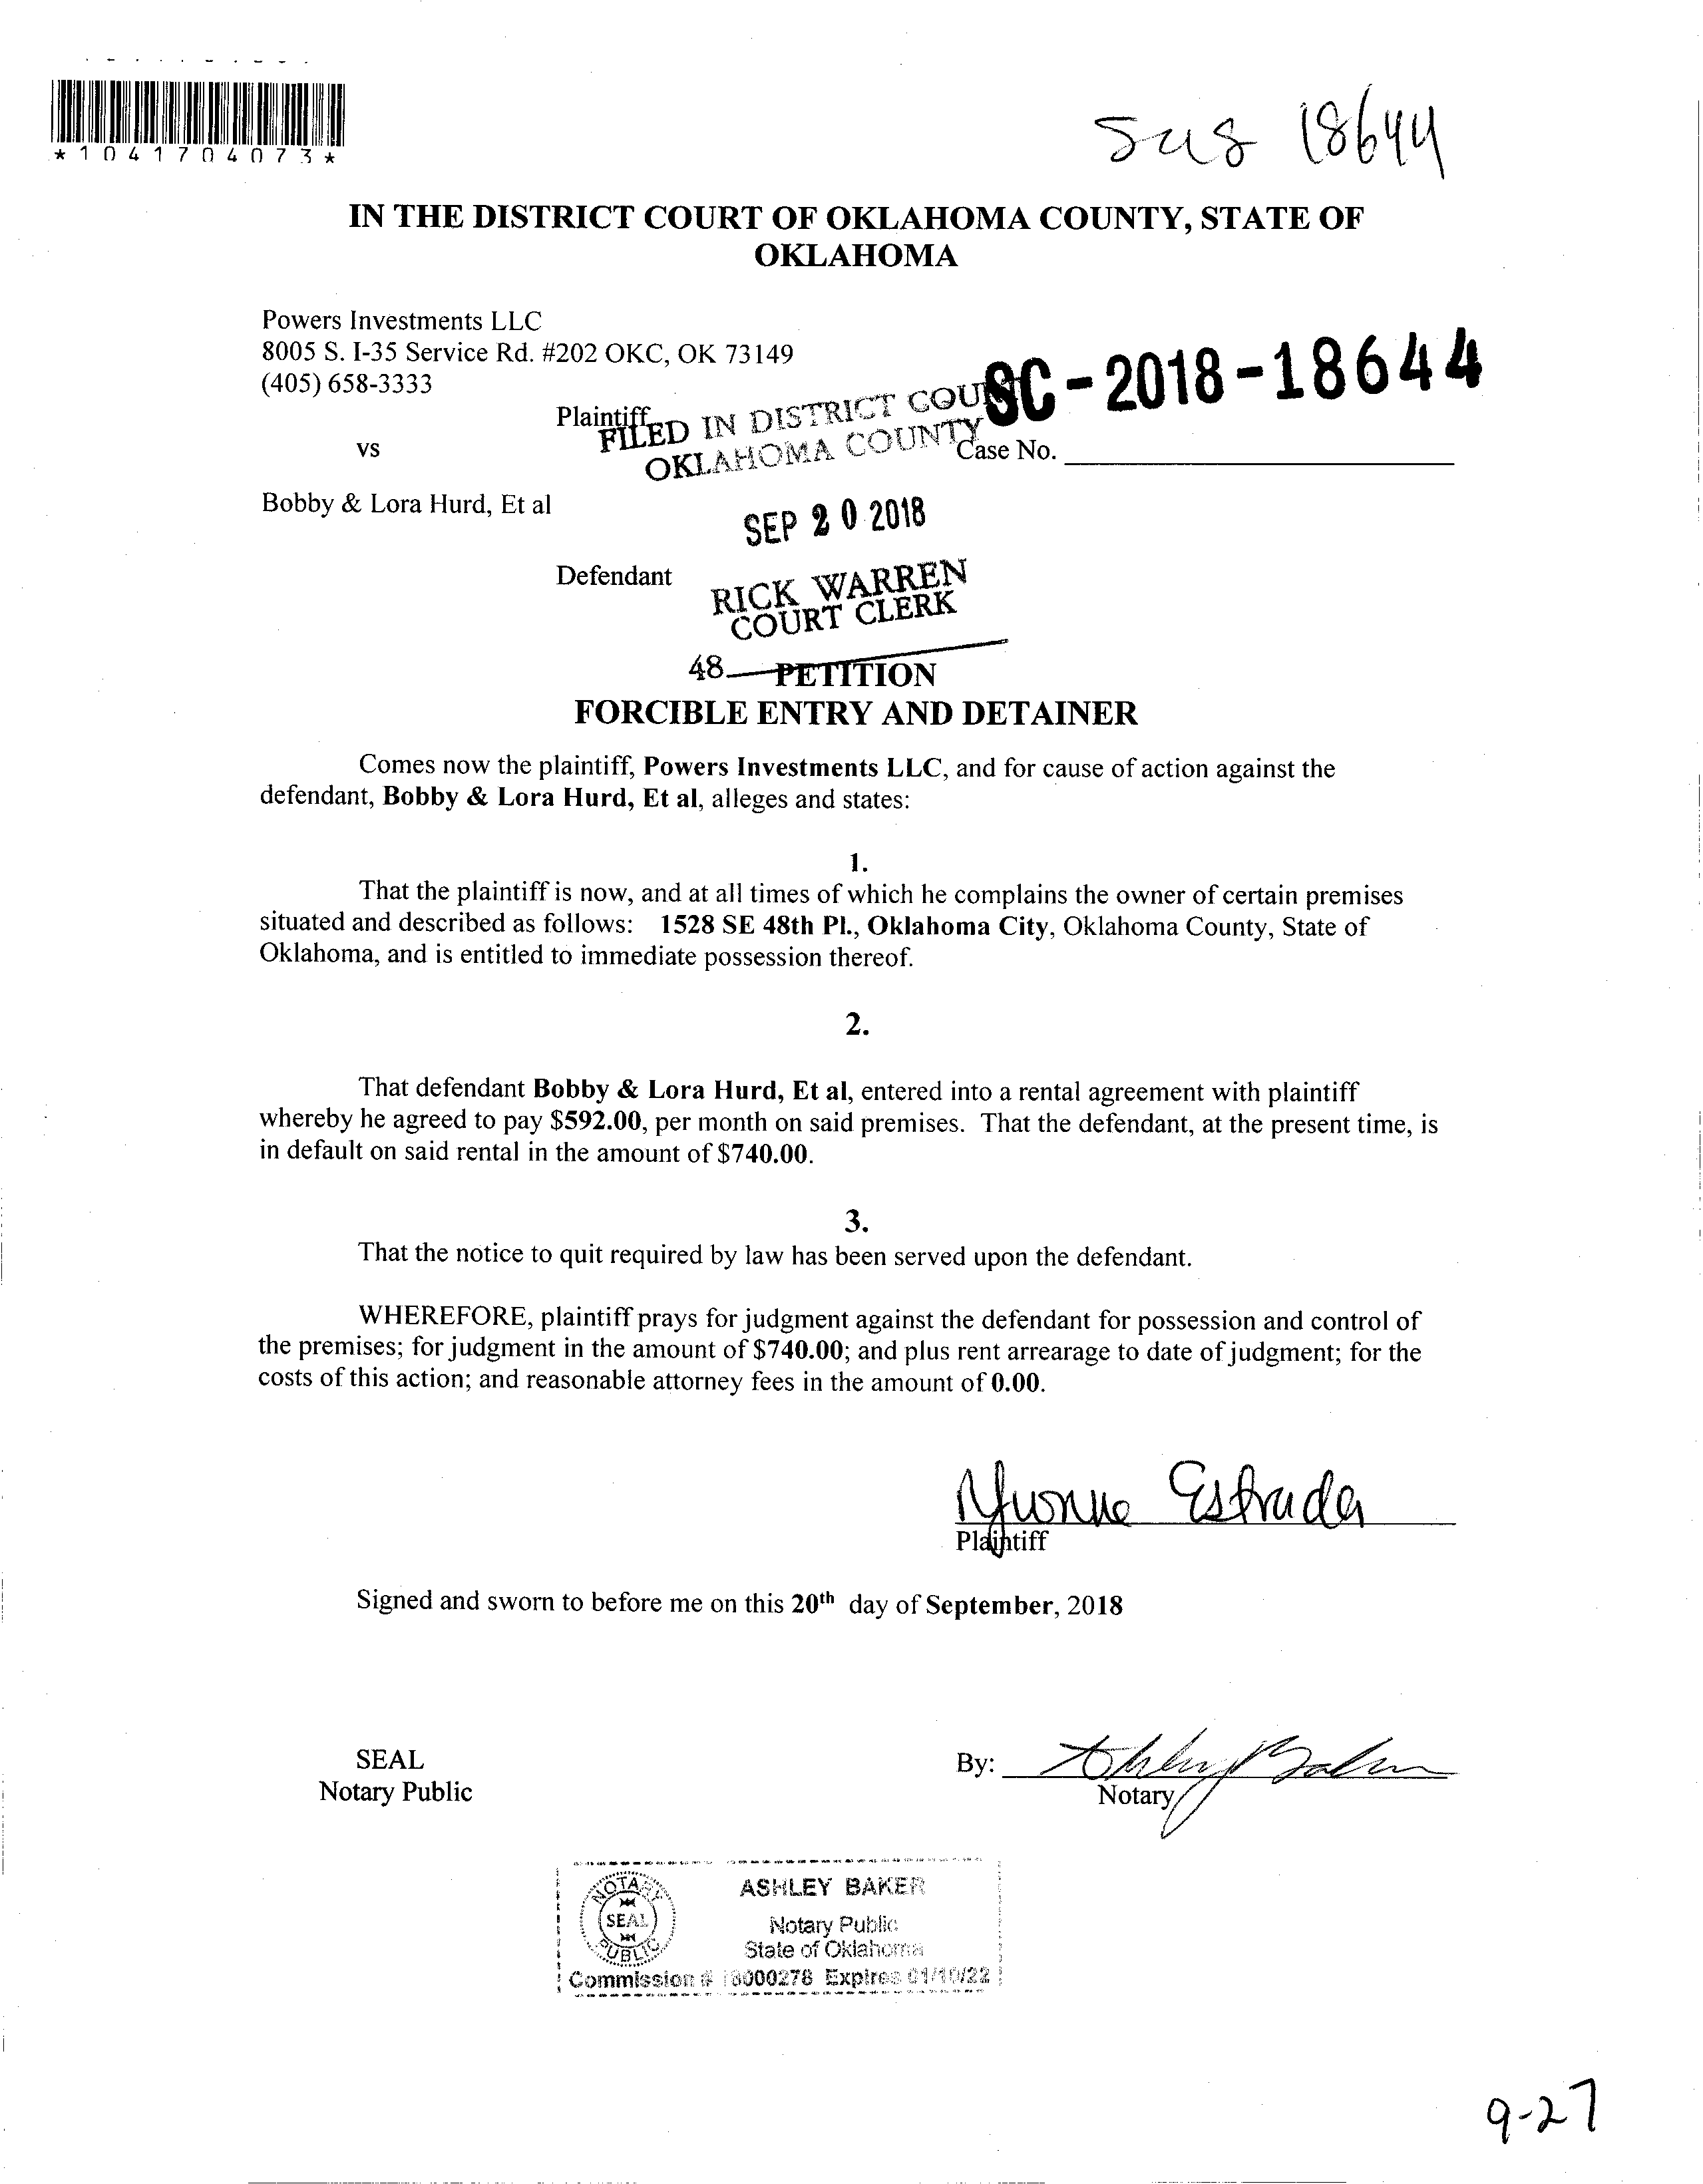 *1041704073*
18644
IN THE DISTRICT COURT OF OKLAHOMA COUNTY, STATE OF
OKLAHOMA
Powers Investments LLC
8005 S. I-35 Service Rd. #202 OKC, OK 73149
(405) 658-3333
SC-2018-18644
Plaintiff
FILED IN DISTRICT COURT
OKLAHOMA COUNTY
vs
Case No.
Bobby & Lora Hurd, Et al
SEP 20 2018
Defendant
RICK WARREN
COURT CLERK
48
PETITION
FORCIBLE ENTRY AND DETAINER
Comes now the plaintiff, Powers Investments LLC, and for cause of action against the
defendant, Bobby & Lora Hurd, Et al, alleges and states:
1.
That the plaintiff is now, and at all times of which he complains the owner of certain premises
situated and described as follows: 1528 SE 48th Pl., Oklahoma City, Oklahoma County, State of
Oklahoma, and is entitled to immediate possession thereof.
2.
That defendant Bobby & Lora Hurd, Et al, entered into a rental agreement with plaintiff
whereby he agreed to pay $592.00, per month on said premises. That the defendant, at the present time, is
in default on said rental in the amount of $740.00.
3.
That the notice to quit required by law has been served upon the defendant.
WHEREFORE, plaintiff prays for judgment against the defendant for possession and control of
the premises; for judgment in the amount of $740.00; and plus rent arrearage to date of judgment; for the
costs of this action; and reasonable attorney fees in the amount of 0.00.
Yvonne Estrada
Plaintiff
Signed and sworn to before me on this 20th day of September, 2018
SEAL
Notary Public
By: Ashley Baker
Notary
NOTARY
SEAL
PUBLIC
ASHLEY BAKER
Notary Public
State of Oklahoma
Commission # 18000278 Expires 01/10/22
9-27